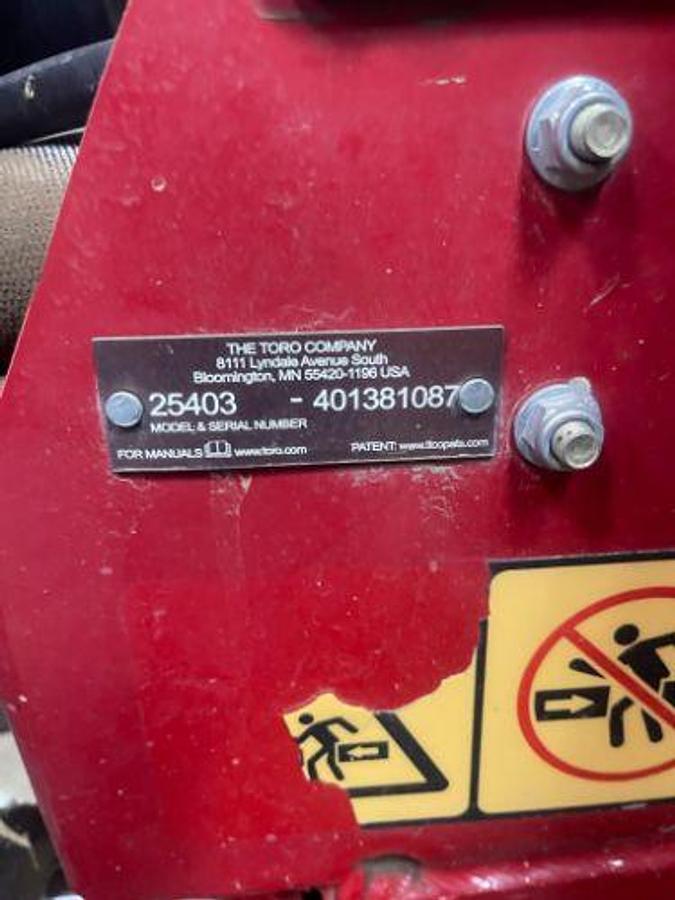 THE TORO COMPANY
8111 Lyndale Avenue South
Bloomington, MN 55420-1196 USA
25403 - 401381087
MODEL & SERIAL NUMBER
FOR MANUALS www.toro.com PATENT: www.ttcopats.com